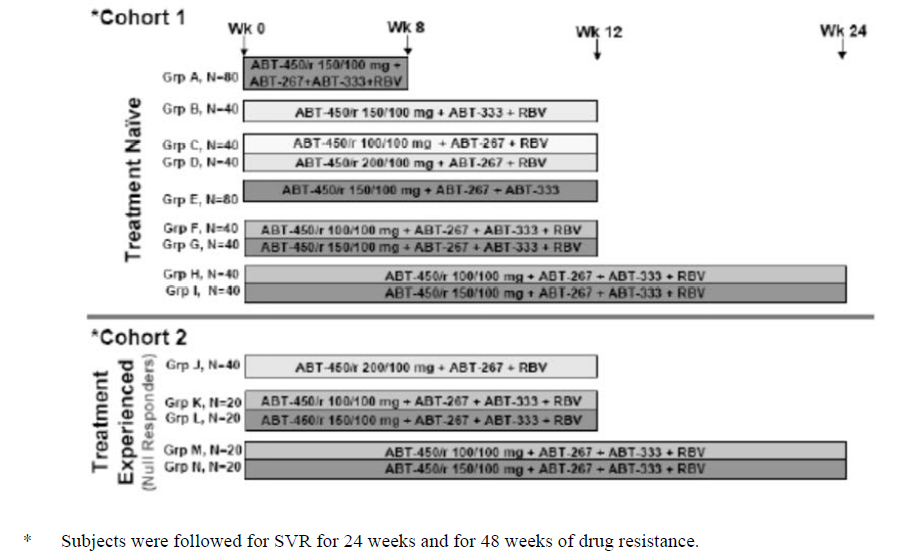 *Cohort 1
Wk 0
Wk 8
Wk 12
Wk 24
Treatment Naïve
Grp A, N=80
ABT-450/r 150/100 mg +
ABT-267+ABT-333+RBV
Grp B, N=40
ABT-450/r 150/100 mg + ABT-333 + RBV
Grp C, N=40
ABT-450/r 100/100 mg + ABT-267 + RBV
Grp D, N=40
ABT-450/r 200/100 mg + ABT-267 + RBV
Grp E, N=80
ABT-450/r 150/100 mg + ABT-267 + ABT-333
Grp F, N=40
ABT-450/r 100/100 mg + ABT-267 + ABT-333 + RBV
Grp G, N=40
ABT-450/r 150/100 mg + ABT-267 + ABT-333 + RBV
Grp H, N=40
ABT-450/r 100/100 mg + ABT-267 + ABT-333 + RBV
Grp I, N=40
ABT-450/r 150/100 mg + ABT-267 + ABT-333 + RBV
*Cohort 2
Treatment
Experienced
(Null Responders)
Grp J, N=40
ABT-450/r 200/100 mg + ABT-267 + RBV
Grp K, N=20
ABT-450/r 100/100 mg + ABT-267 + ABT-333 + RBV
Grp L, N=20
ABT-450/r 150/100 mg + ABT-267 + ABT-333 + RBV
Grp M, N=20
ABT-450/r 100/100 mg + ABT-267 + ABT-333 + RBV
Grp N, N=20
ABT-450/r 150/100 mg + ABT-267 + ABT-333 + RBV
* Subjects were followed for SVR for 24 weeks and for 48 weeks of drug resistance.